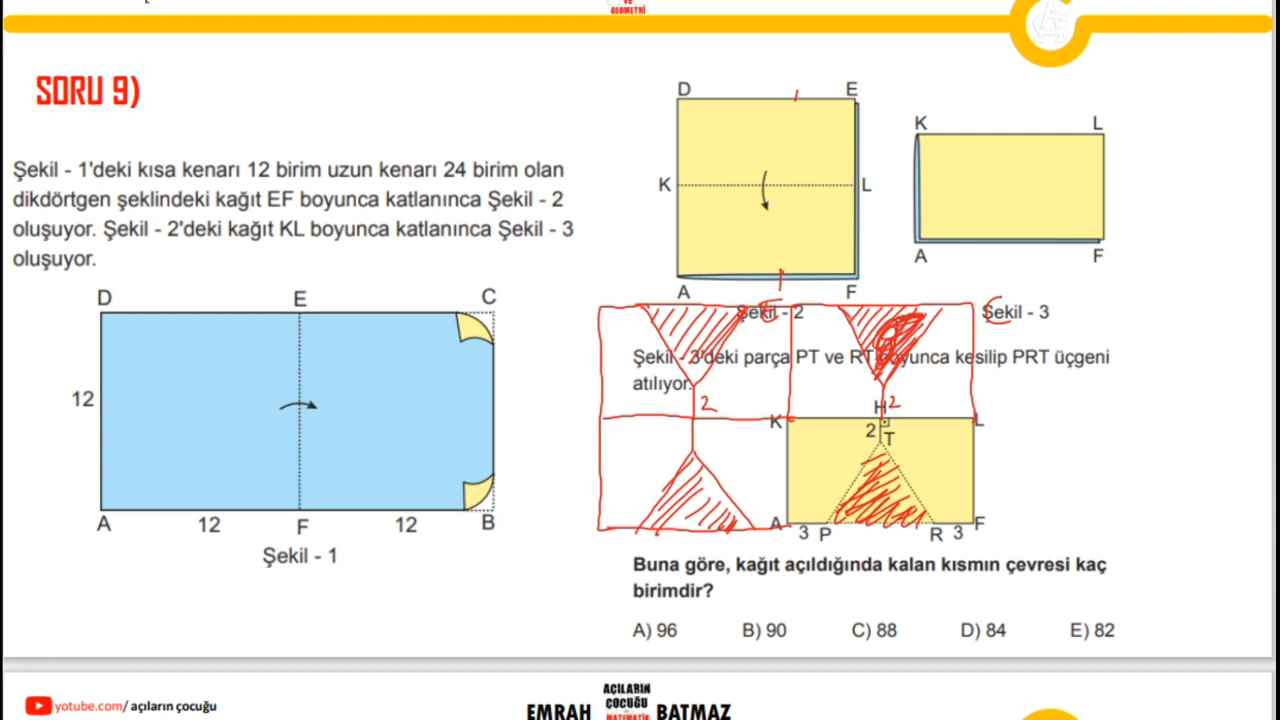 VE
GEOMETRİ
SORU 9)
Şekil - 1'deki kısa kenarı 12 birim uzun kenarı 24 birim olan
dikdörtgen şeklindeki kağıt EF boyunca katlanınca Şekil - 2
oluşuyor. Şekil - 2'deki kağıt KL boyunca katlanınca Şekil - 3
oluşuyor.
D E C
12
A 12 F 12 B
Şekil - 1
D E
K L
A F
Şekil - 2
K L
A F
Şekil - 3
E C
Şekil - 3'deki parça PT ve RT boyunca kesilip PRT üçgeni
atılıyor.
2 2
K H L
2 T
A 3 P R 3 F
Buna göre, kağıt açıldığında kalan kısmın çevresi kaç
birimdir?
A) 96 B) 90 C) 88 D) 84 E) 82
yotube.com/ açıların çocuğu
EMRAH AÇILARIN ÇOCUĞU MATEMATİK BATMAZ